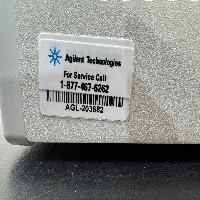 Agilent Technologies
For Service Call
1-877-467-6262
AGL-203682